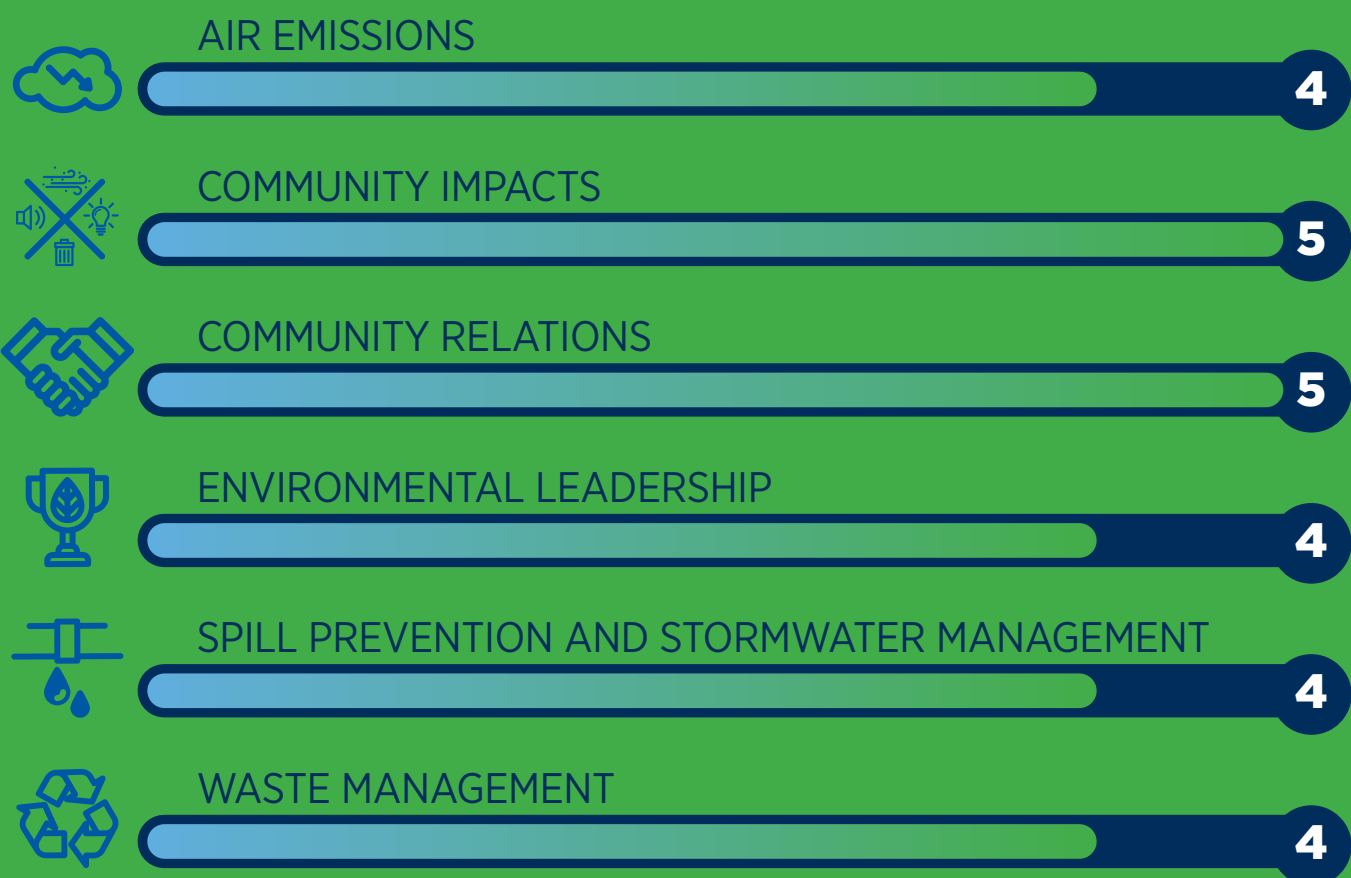 AIR EMISSIONS
4
COMMUNITY IMPACTS
5
COMMUNITY RELATIONS
5
ENVIRONMENTAL LEADERSHIP
4
SPILL PREVENTION AND STORMWATER MANAGEMENT
4
WASTE MANAGEMENT
4